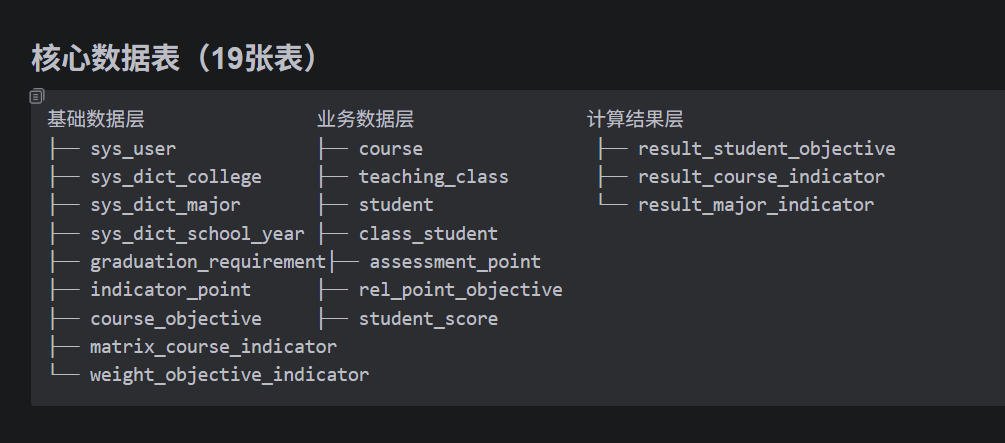 核心数据表（19张表）
基础数据层                业务数据层                计算结果层
├── sys_user              ├── course                ├── result_student_objective
├── sys_dict_college      ├── teaching_class        ├── result_course_indicator
├── sys_dict_major        ├── student               └── result_major_indicator
├── sys_dict_school_year ├── class_student
├── graduation_requirement├── assessment_point
├── indicator_point       ├── rel_point_objective
├── course_objective      ├── student_score
├── matrix_course_indicator
└── weight_objective_indicator